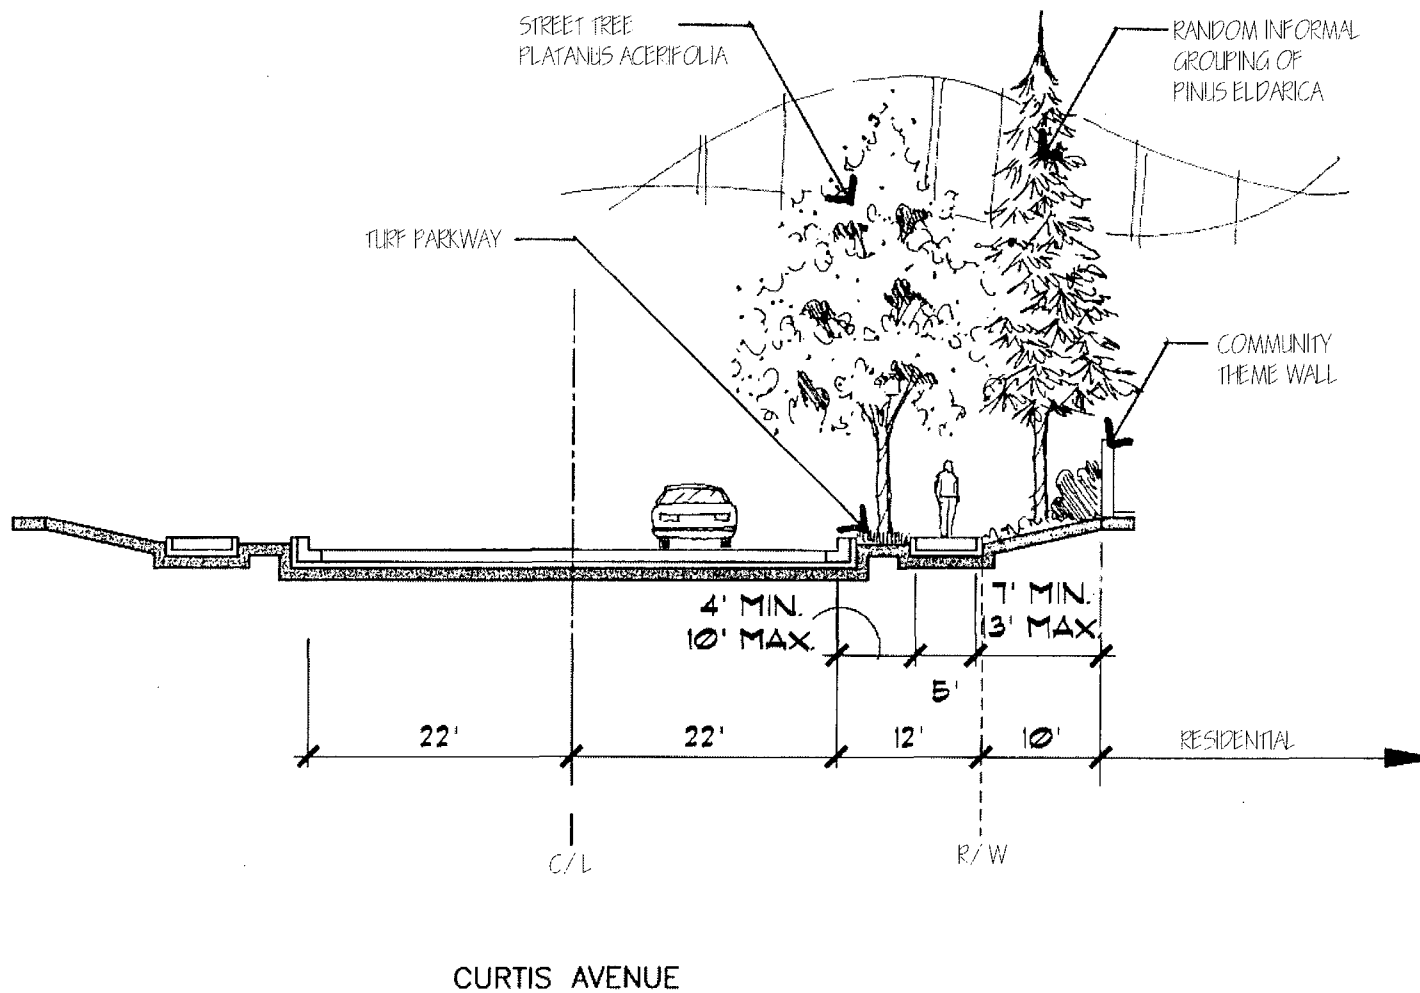 STREET TREE
PLATANUS ACERIFOLIA
RANDOM INFORMAL
GROUPING OF
PINUS ELDARICA
TURF PARKWAY
COMMUNITY
THEME WALL
4' MIN.
10' MAX.
7' MIN.
13' MAX.
5'
22'
22'
12'
10'
RESIDENTIAL
C/L
R/W
CURTIS AVENUE